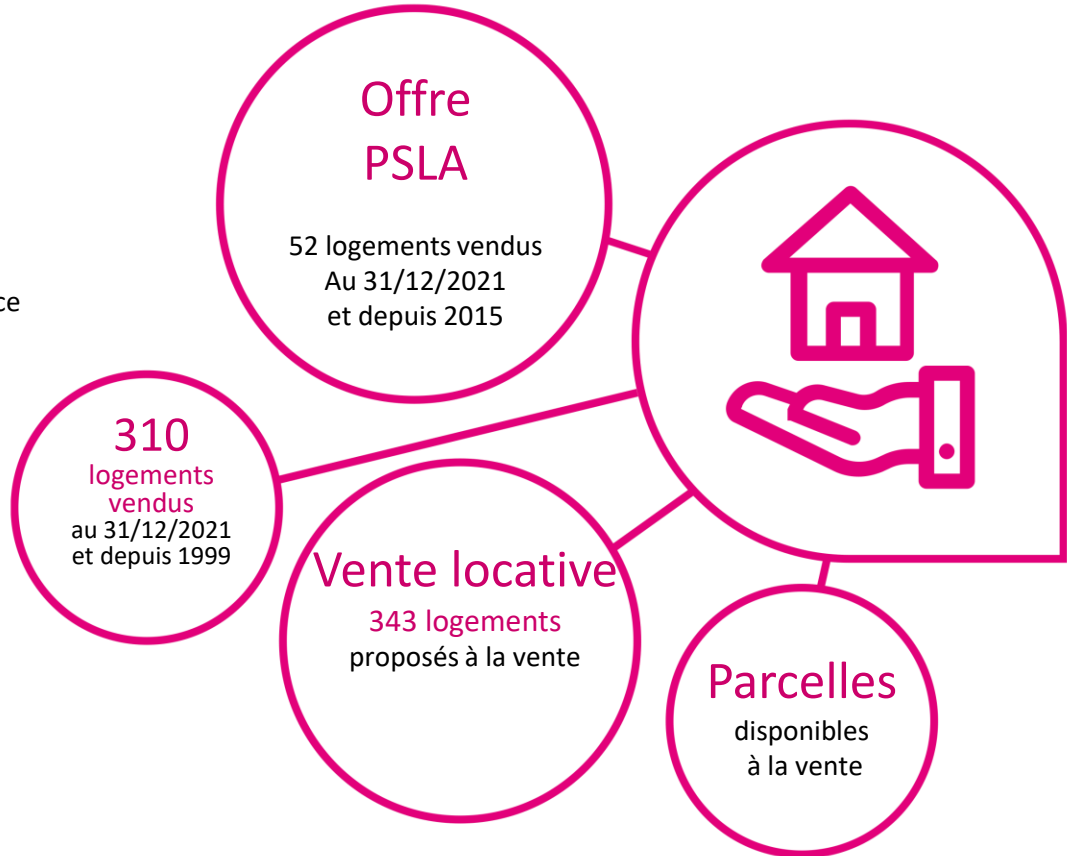 Offre
PSLA
52 logements vendus
Au 31/12/2021
et depuis 2015
ce
310
logements
vendus
au 31/12/2021
et depuis 1999
Vente locative
343 logements
proposés à la vente
Parcelles
disponibles
à la vente